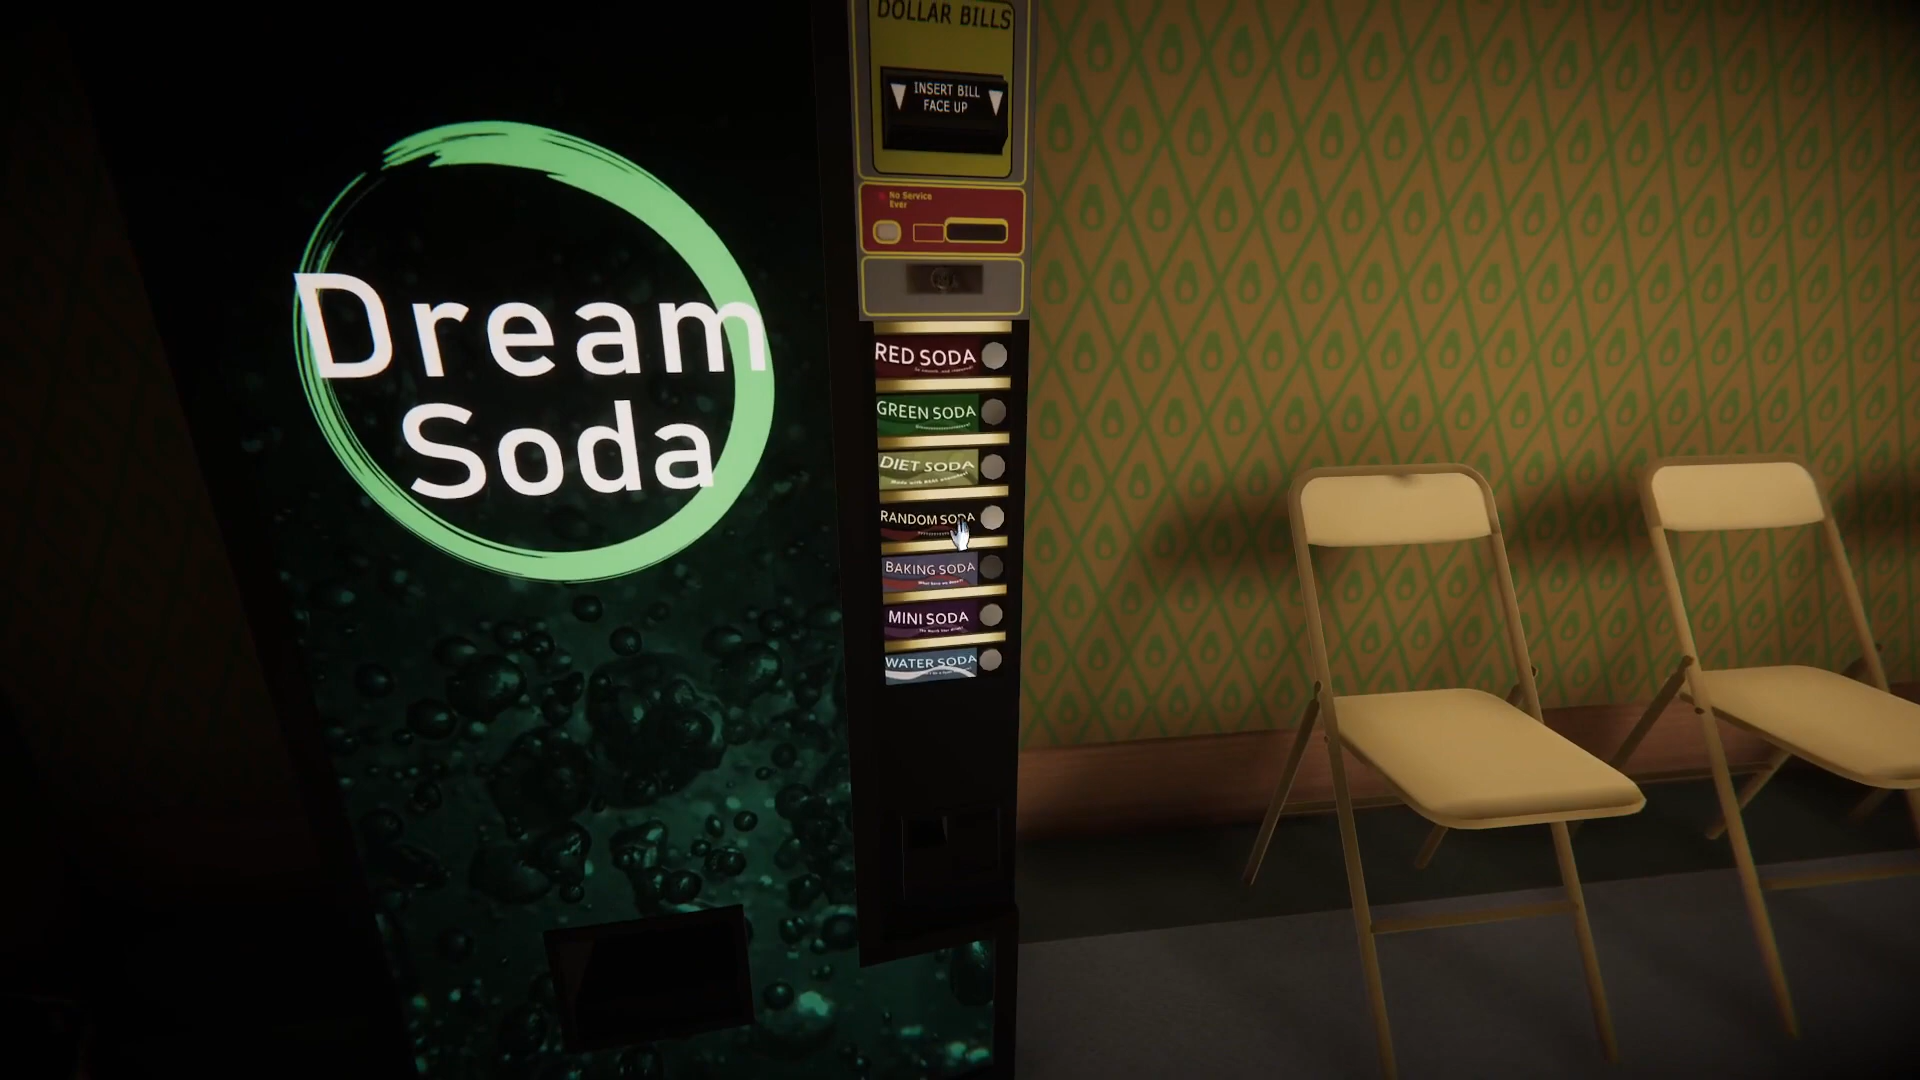 Dream
Soda
DOLLAR BILLS
INSERT BILL
FACE UP
No Service
Ever
RED SODA
GREEN SODA
DIET SODA
RANDOM SODA
BAKING SODA
MINI SODA
WATER SODA